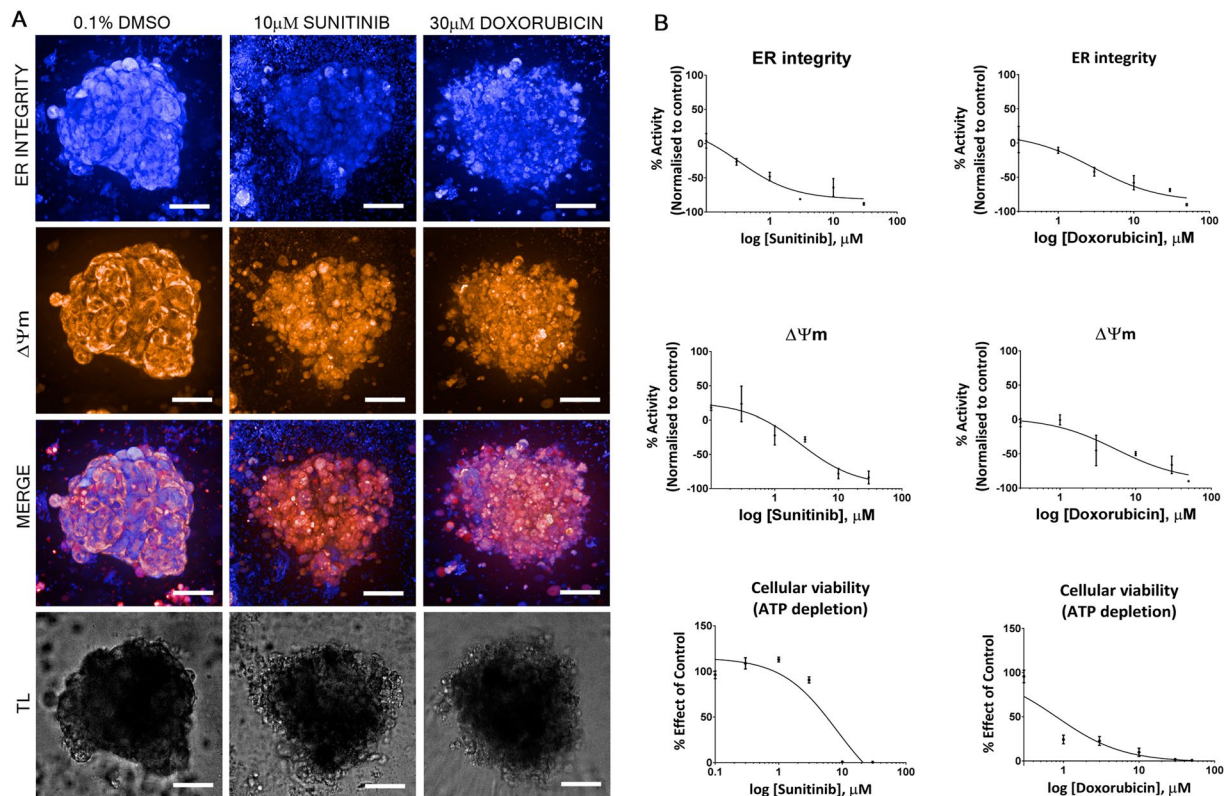 A
0.1% DMSO
10μM SUNITINIB
30μM DOXORUBICIN
ER INTEGRITY
ΔΨm
MERGE
TL
B
ER integrity
% Activity
(Normalised to control)
100
50
0
-50
-100
1
10
100
log [Sunitinib], μM
ER integrity
% Activity
(Normalised to control)
100
50
0
-50
-100
1
10
100
log [Doxorubicin], μM
ΔΨm
% Activity
(Normalised to control)
100
50
0
-50
-100
1
10
100
log [Sunitinib], μM
ΔΨm
% Activity
(Normalised to control)
100
50
0
-50
-100
1
10
100
log [Doxorubicin], μM
Cellular viability
(ATP depletion)
% Effect of Control
150
100
50
0
0.1
1
10
100
log [Sunitinib], μM
Cellular viability
(ATP depletion)
% Effect of Control
150
100
50
0
1
10
100
log [Doxorubicin], μM